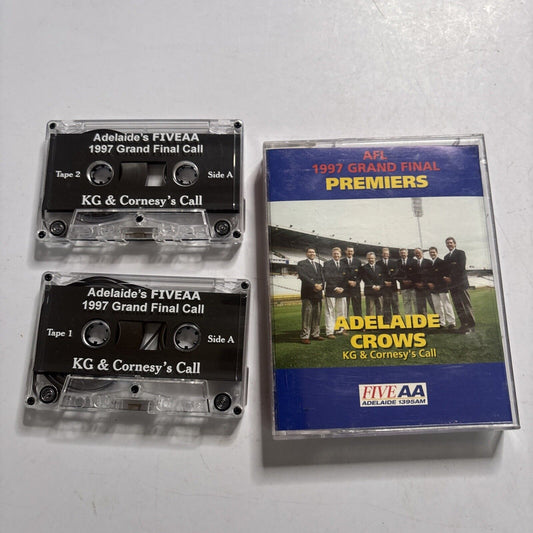 Adelaide's FIVEAA
1997 Grand Final Call
Tape 2
Side A
KG & Cornesy's Call
Adelaide's FIVEAA
1997 Grand Final Call
Tape 1
Side A
KG & Cornesy's Call
AFL
1997 GRAND FINAL
PREMIERS
ADELAIDE
CROWS
KG & Cornesy's Call
FIVE AA
ADELAIDE 1395AM